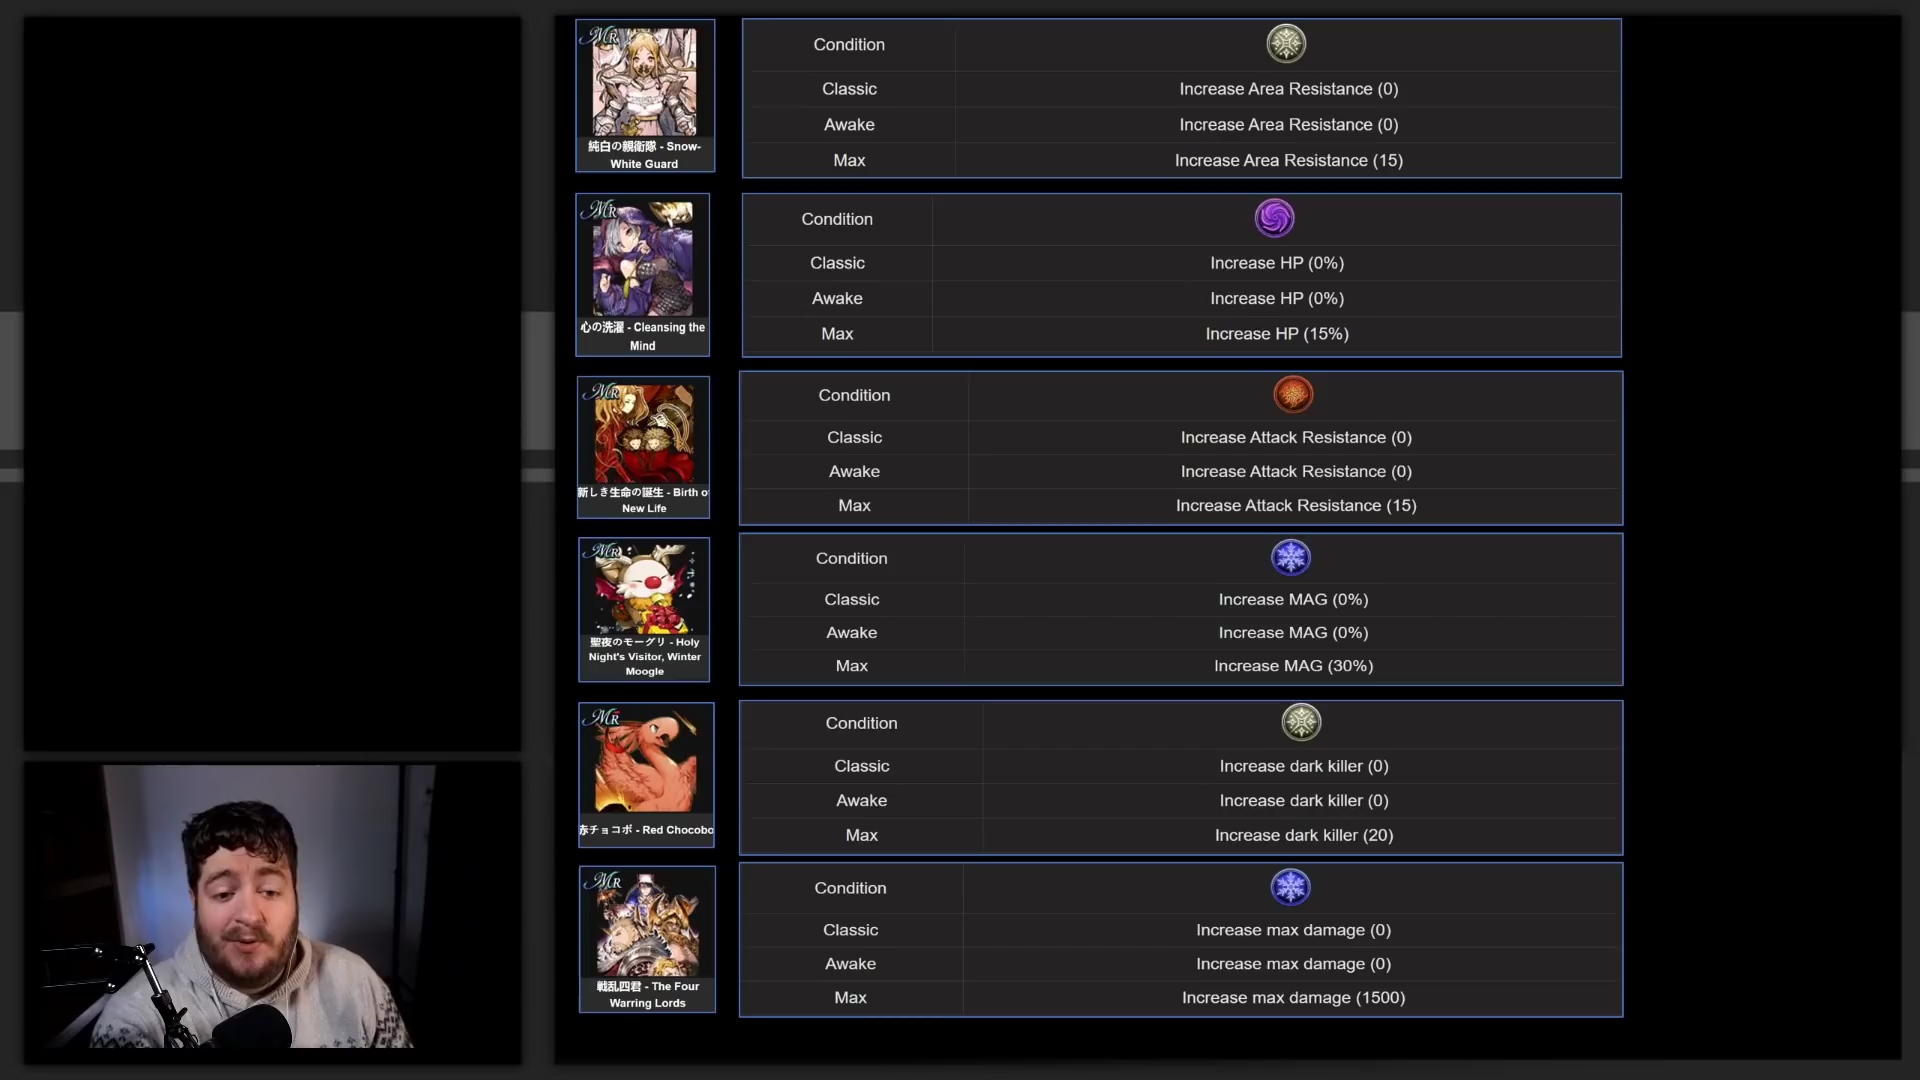 MR
純白の親衛隊 - Snow-
White Guard
Condition
Classic Increase Area Resistance (0)
Awake Increase Area Resistance (0)
Max Increase Area Resistance (15)
MR
心の洗濯 - Cleansing the
Mind
Condition
Classic Increase HP (0%)
Awake Increase HP (0%)
Max Increase HP (15%)
MR
新しき生命の誕生 - Birth o
New Life
Condition
Classic Increase Attack Resistance (0)
Awake Increase Attack Resistance (0)
Max Increase Attack Resistance (15)
MR
聖夜のモーグリ - Holy
Night's Visitor, Winter
Moogle
Condition
Classic Increase MAG (0%)
Awake Increase MAG (0%)
Max Increase MAG (30%)
MR
赤チョコボ - Red Chocobo
Condition
Classic Increase dark killer (0)
Awake Increase dark killer (0)
Max Increase dark killer (20)
MR
戦乱四君 - The Four
Warring Lords
Condition
Classic Increase max damage (0)
Awake Increase max damage (0)
Max Increase max damage (1500)